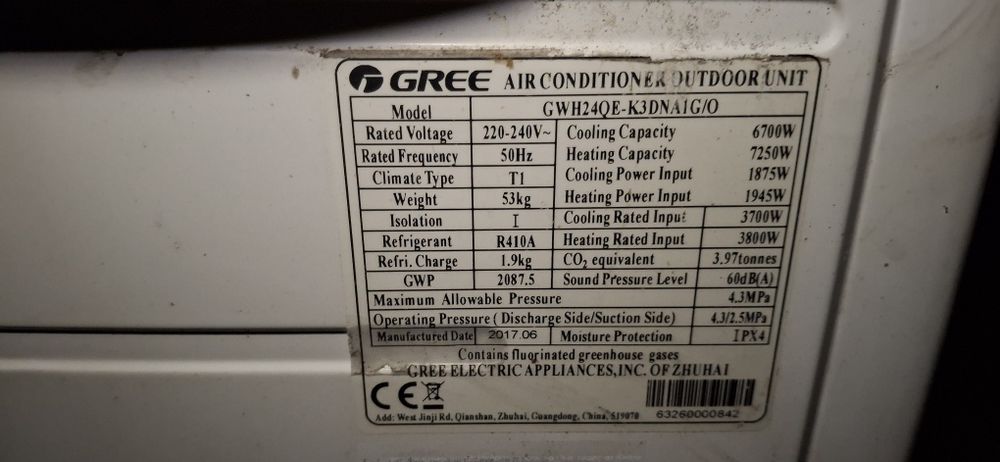 GREE AIR CONDITIONER OUTDOOR UNIT
Model GWH24QE-K3DNA1G/O
Rated Voltage 220-240V~ Cooling Capacity 6700W
Rated Frequency 50Hz Heating Capacity 7250W
Climate Type T1 Cooling Power Input 1875W
Weight 53kg Heating Power Input 1945W
Isolation I Cooling Rated Input 3700W
Refrigerant R410A Heating Rated Input 3800W
Refri. Charge 1.9kg CO₂ equivalent 3.97tonnes
GWP 2087.5 Sound Pressure Level 60dB(A)
Maximum Allowable Pressure 4.3MPa
Operating Pressure ( Discharge Side/Suction Side) 4.3/2.5MPa
Manufactured Date 2017.06 Moisture Protection IPX4
Contains fluorinated greenhouse gases
GREE ELECTRIC APPLIANCES,INC. OF ZHUHAI
CE
Add: West Jinji Rd, Qianshan, Zhuhai, Guangdong, China, 519070 63260000842